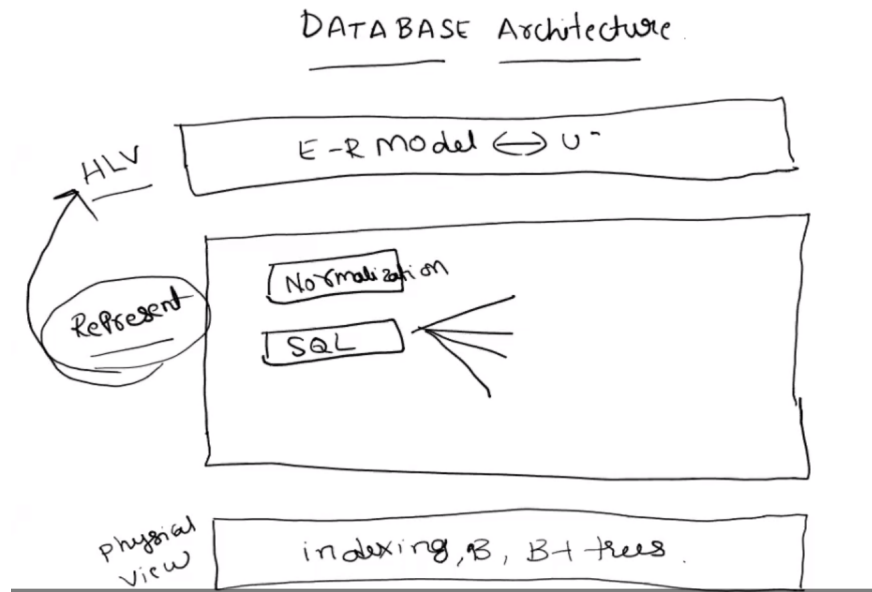 DATABASE Architecture
HLV
E-R Model ⟷ U
Normalization
Represent
SQL
Physical
View
indexing, B, B+ trees.